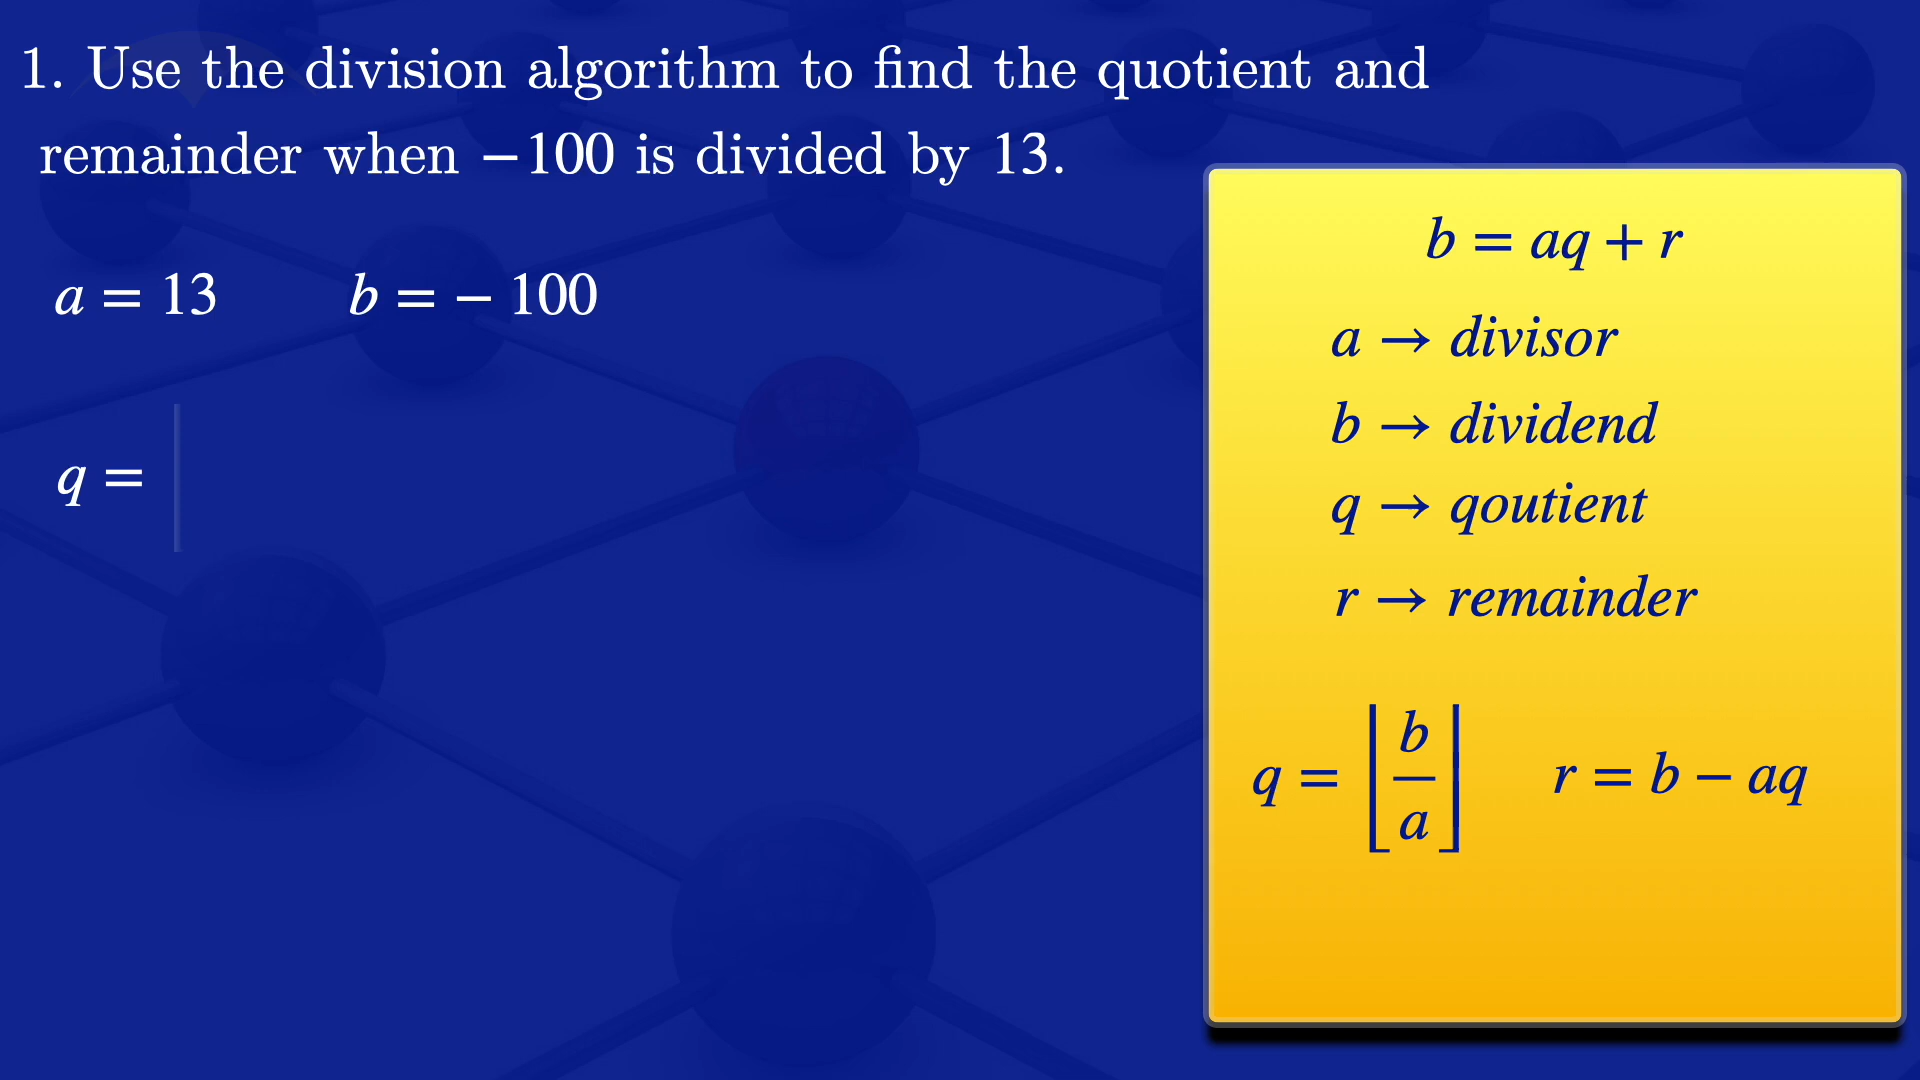 1. Use the division algorithm to find the quotient and
remainder when −100 is divided by 13.
a = 13 b = − 100
q =
b = aq + r
a → divisor
b → dividend
q → qoutient
r → remainder
q = ⌊b/a⌋ r = b − aq